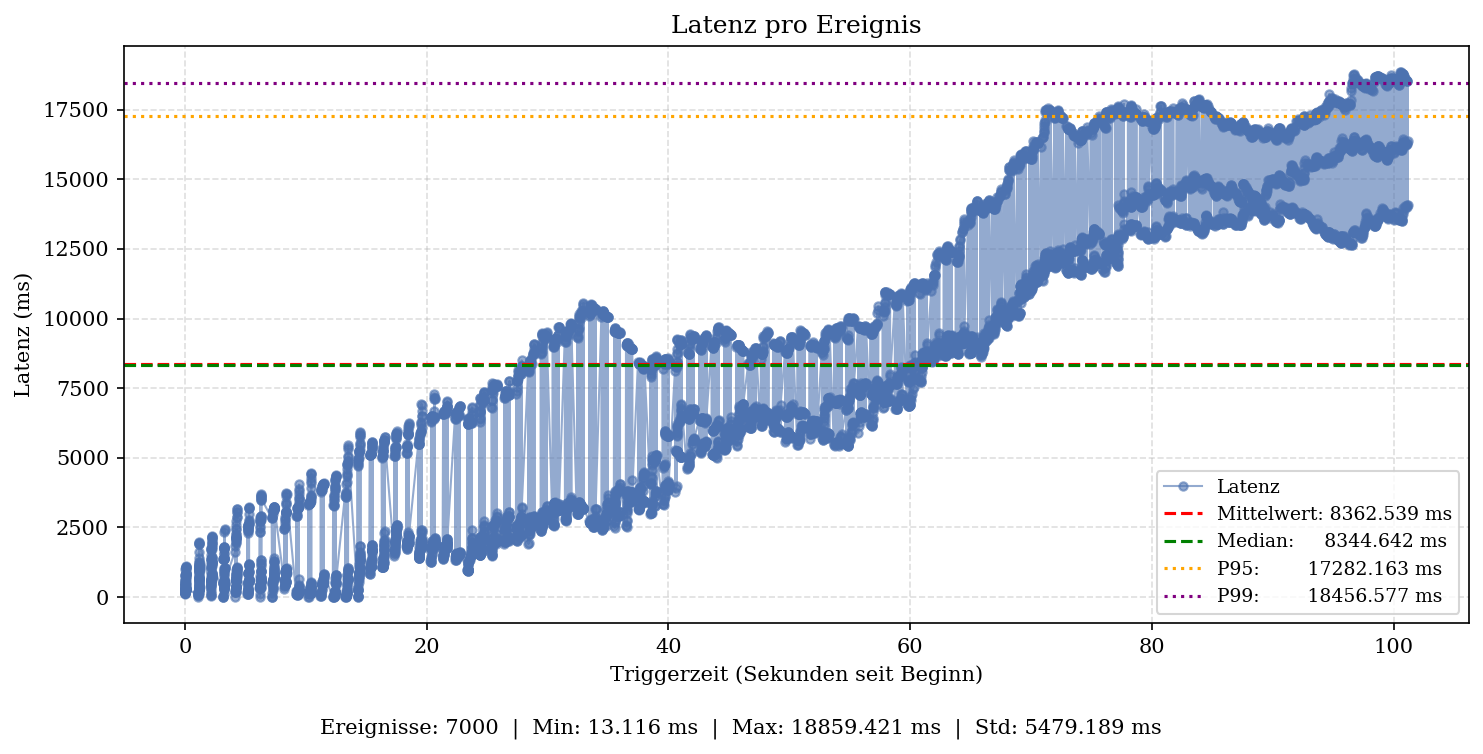 Latenz pro Ereignis
Latenz (ms)
17500
15000
12500
10000
7500
5000
2500
0
Latenz
Mittelwert: 8362.539 ms
Median: 8344.642 ms
P95: 17282.163 ms
P99: 18456.577 ms
0 20 40 60 80 100
Triggerzeit (Sekunden seit Beginn)
Ereignisse: 7000 | Min: 13.116 ms | Max: 18859.421 ms | Std: 5479.189 ms